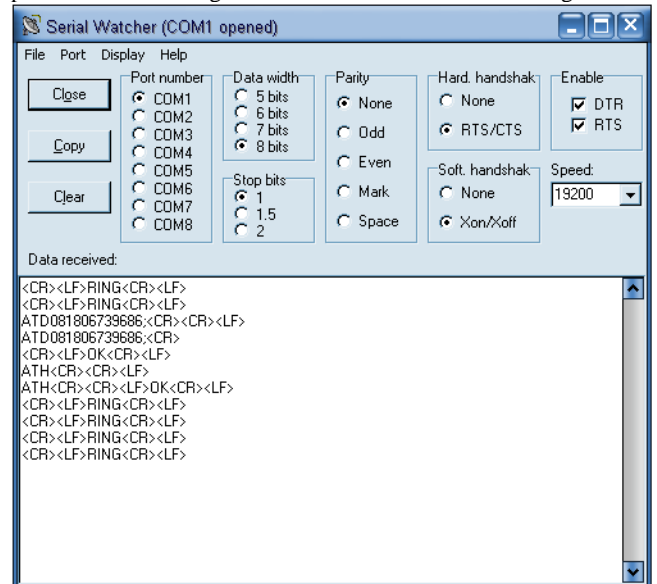 Serial Watcher (COM1 opened)
File Port Display Help
Close
Copy
Clear
Port number
COM1
COM2
COM3
COM4
COM5
COM6
COM7
COM8
Data width
5 bits
6 bits
7 bits
8 bits
Stop bits
1
1.5
2
Parity
None
Odd
Even
Mark
Space
Hard. handshak
None
RTS/CTS
Soft. handshak
None
Xon/Xoff
Enable
DTR
RTS
Speed:
19200
Data received:
<CR><LF>RING<CR><LF>
<CR><LF>RING<CR><LF>
ATD081806739686;<CR><CR><LF>
ATD081806739686;<CR>
<CR><LF>OK<CR><LF>
ATH<CR><CR><LF>
ATH<CR><CR><LF>OK<CR><LF>
<CR><LF>RING<CR><LF>
<CR><LF>RING<CR><LF>
<CR><LF>RING<CR><LF>
<CR><LF>RING<CR><LF>